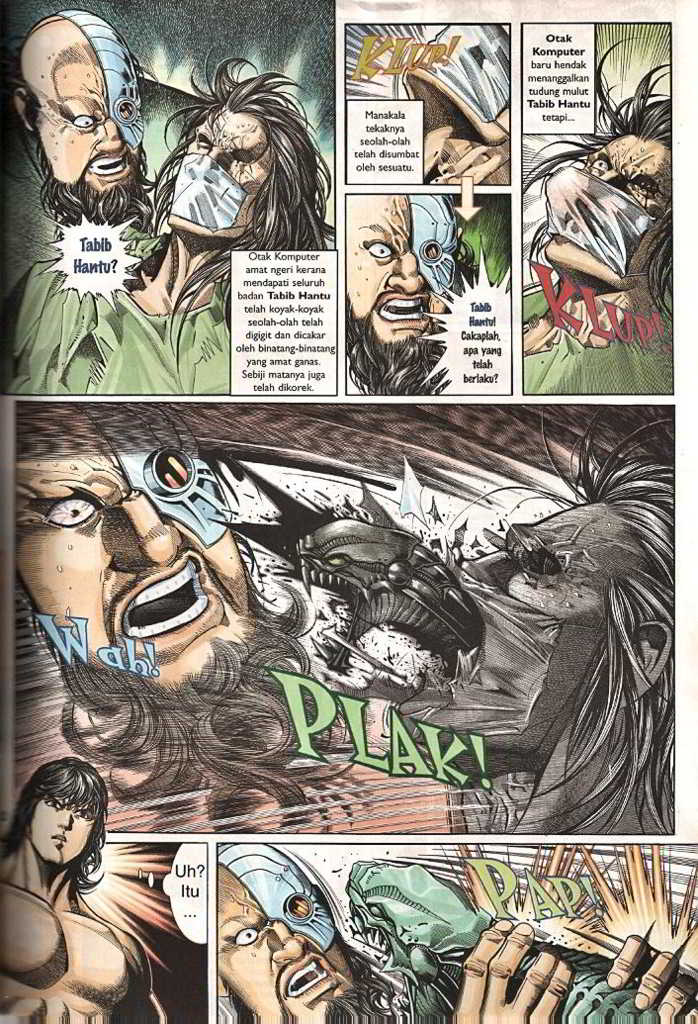 Tabib
Hantu?
Otak Komputer
amat ngeri kerana
mendapati seluruh
badan Tabib Hantu
telah koyak-koyak
seolah-olah telah
digigit dan dicakar
oleh binatang-binatang
yang amat ganas.
Sebiji matanya juga
telah dikorek.
KLUP!
Manakala
tekaknya
seolah-olah
telah disumbat
oleh sesuatu.
Tabib
Hantu!
Cakaplah,
apa yang
telah
berlaku?
Otak
Komputer
baru hendak
menanggalkan
tudung mulut
Tabib Hantu
tetapi...
KLUP!
Wah!
PLAK!
Uh?
Itu
...
PAP!